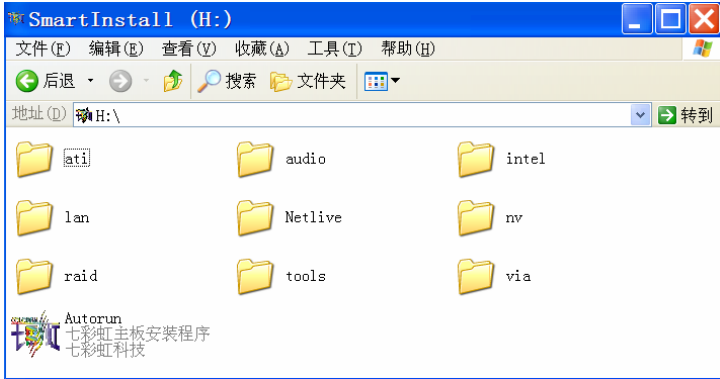 SmartInstall (H:)
文件(F) 编辑(E) 查看(V) 收藏(A) 工具(T) 帮助(H)
后退 搜索 文件夹
地址(D) H:\ 转到
ati audio intel
lan Netlive nv
raid tools via
Autorun
七彩虹主板安装程序
七彩虹科技